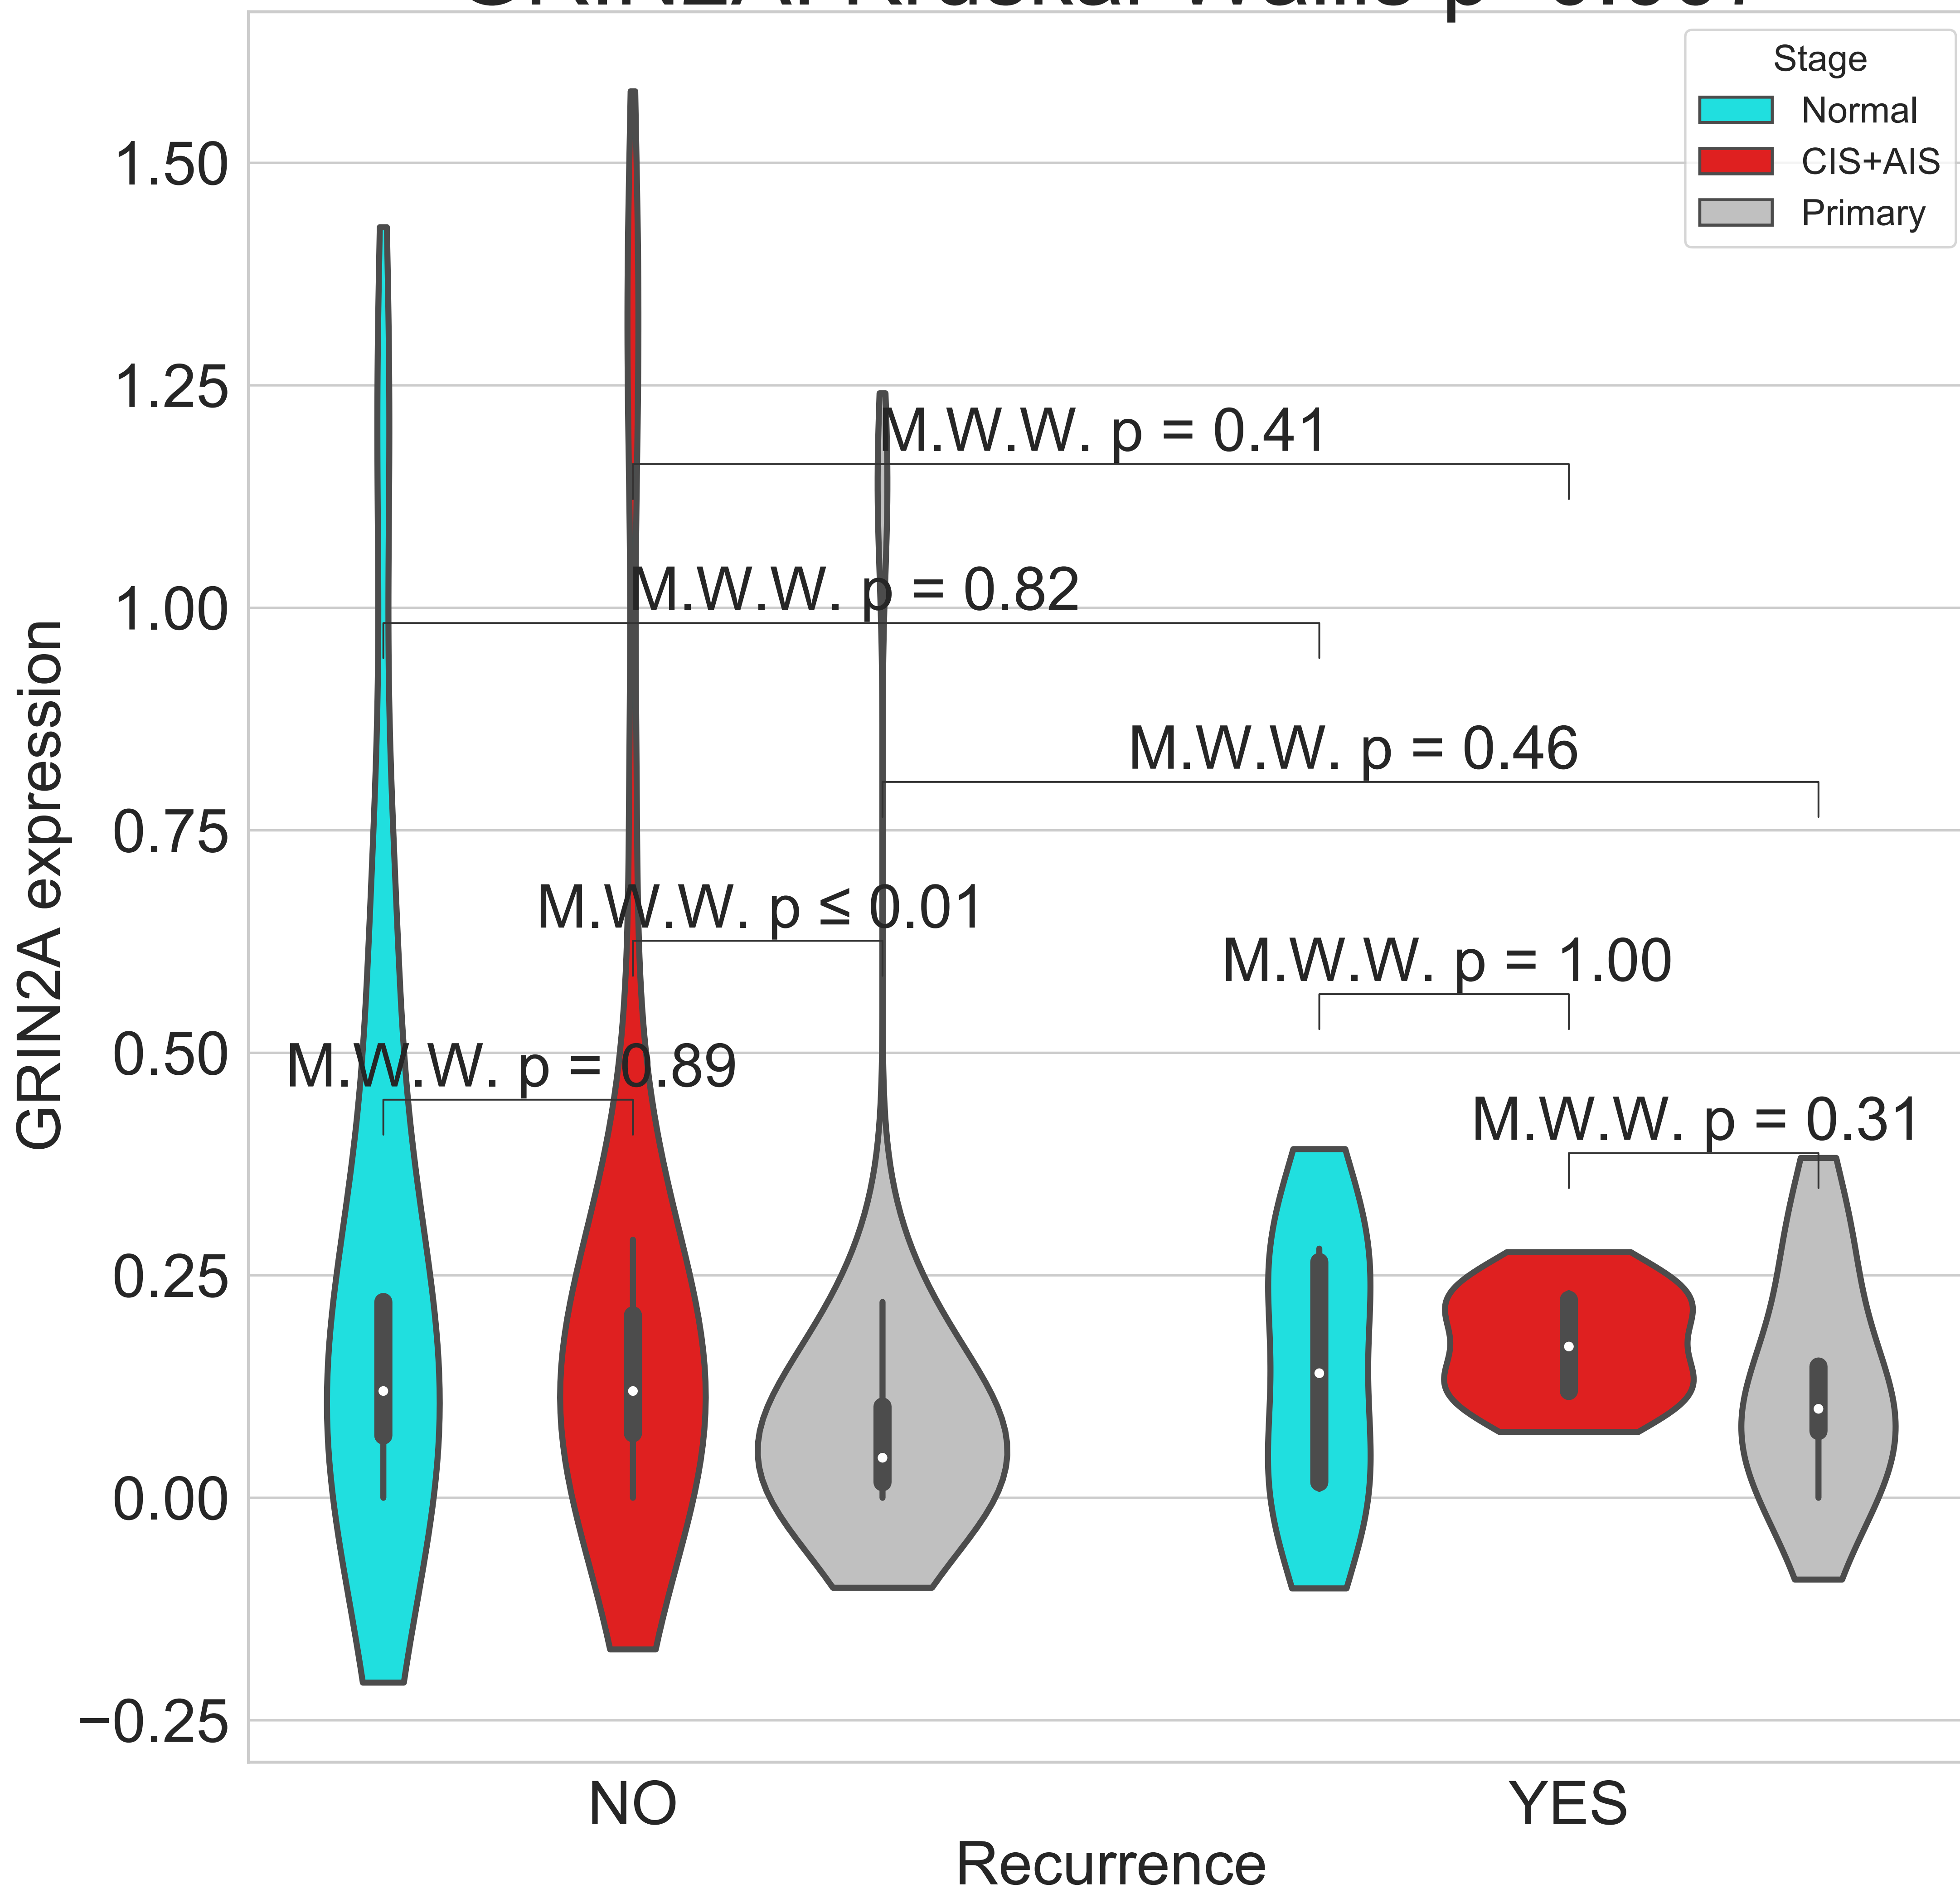 Stage
Normal
CIS+AIS
Primary
1.50
1.25
1.00
0.75
0.50
0.25
0.00
−0.25
GRIN2A expression
M.W.W. p = 0.41
M.W.W. p = 0.82
M.W.W. p = 0.46
M.W.W. p ≤ 0.01
M.W.W. p = 1.00
M.W.W. p = 0.89
M.W.W. p = 0.31
NO
YES
Recurrence